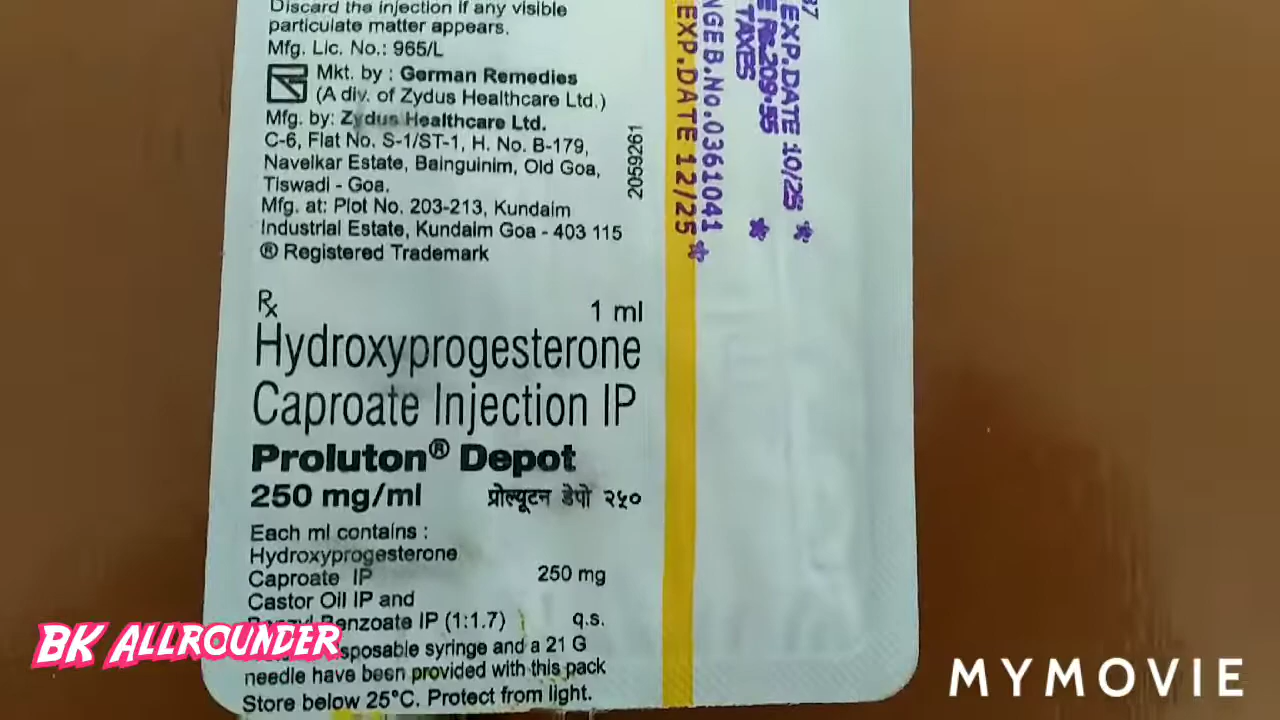 Discard the injection if any visible
particulate matter appears.
Mfg. Lic. No.: 965/L
Mkt. by : German Remedies
(A div. of Zydus Healthcare Ltd.)
Mfg. by: Zydus Healthcare Ltd.
C-6, Flat No. S-1/ST-1, H. No. B-179,
Navelkar Estate, Bainguinim, Old Goa,
Tiswadi - Goa.
Mfg. at: Plot No. 203-213, Kundaim
Industrial Estate, Kundaim Goa - 403 115
® Registered Trademark
2059261
Rx
1 ml
Hydroxyprogesterone
Caproate Injection IP
Proluton® Depot
250 mg/ml प्रोल्यूटन डेपो २५०
Each ml contains :
Hydroxyprogesterone
Caproate IP 250 mg
Castor Oil IP and
Benzoate IP (1:1.7) q.s.
syringe and a 21 G
needle have been provided with this pack
Store below 25°C. Protect from light.
EXP.DATE 10/25 *
Rs.209.55 *
TAXES
B.No.0361041
EXP.DATE 12/25 *
BK ALLROUNDER
MYMOVIE